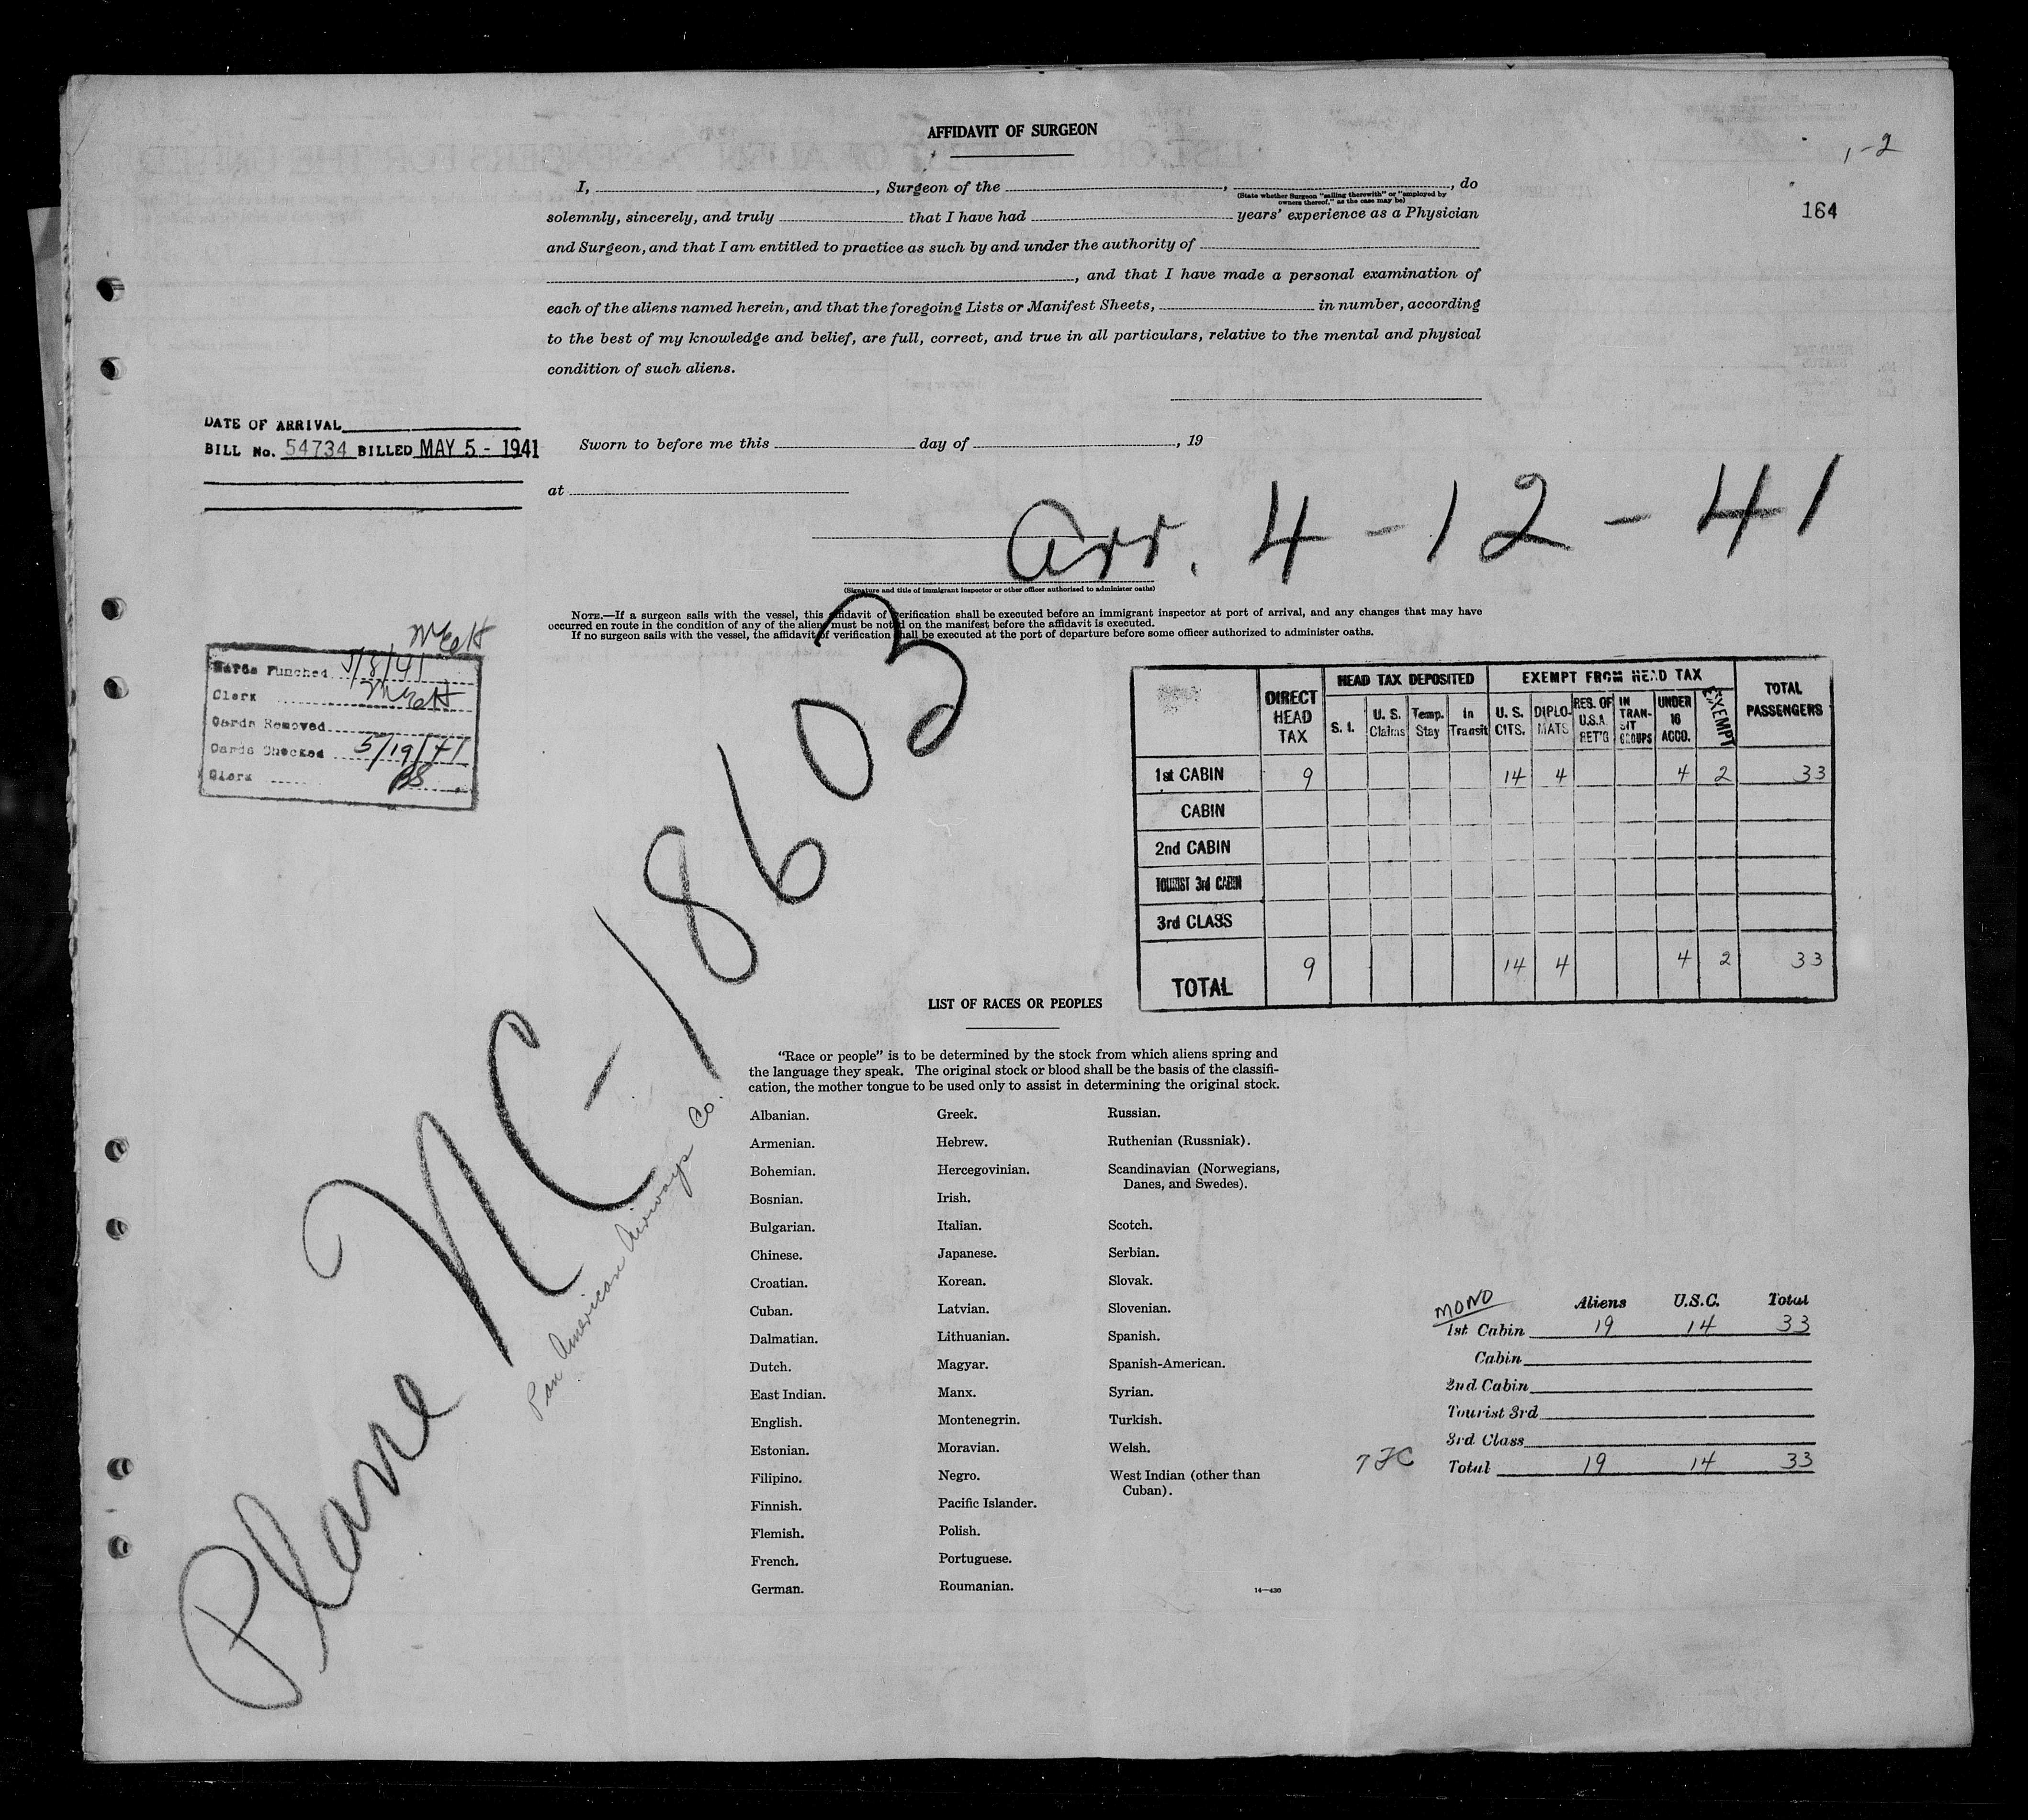 AFFIDAVIT OF SURGEON
1-2
164
I, , Surgeon of the , , do
(State whether Surgeon "sailing therewith" or "employed by
owners thereof," as the case may be)
solemnly, sincerely, and truly that I have had years' experience as a Physician
and Surgeon, and that I am entitled to practice as such by and under the authority of
, and that I have made a personal examination of
each of the aliens named herein, and that the foregoing Lists or Manifest Sheets, in number, according
to the best of my knowledge and belief, are full, correct, and true in all particulars, relative to the mental and physical
condition of such aliens.
DATE OF ARRIVAL
BILL No. 54734 BILLED MAY 5 - 1941
Sworn to before me this day of , 19
at
Arr. 4-12-41
(Signature and title of immigrant inspector or other officer authorized to administer oaths)
NOTE.—If a surgeon sails with the vessel, this affidavit of verification shall be executed before an immigrant inspector at port of arrival, and any changes that may have
occurred en route in the condition of any of the aliens must be noted on the manifest before the affidavit is executed.
If no surgeon sails with the vessel, the affidavit of verification shall be executed at the port of departure before some officer authorized to administer oaths.
Cards Punched 5/8/41
Clerk
Cards Removed
Cards Checked 5/19/41
Clerk BS
DIRECT HEAD TAX
HEAD TAX DEPOSITED
S. I.
U. S. Claims
Temp. Stay
In Transit
EXEMPT FROM HEAD TAX
U. S. CITS.
DIPLO-MATS
RES. OF U.S.A. RET'G
IN TRAN-SIT GROUPS
UNDER 16 ACCO.
EXEMPT
TOTAL PASSENGERS
1st CABIN 9 14 4 4 2 33
CABIN
2nd CABIN
TOURIST 3rd CABIN
3rd CLASS
TOTAL 9 14 4 4 2 33
Plane NC-18603
Pan American Airways Co.
LIST OF RACES OR PEOPLES
"Race or people" is to be determined by the stock from which aliens spring and
the language they speak. The original stock or blood shall be the basis of the classifi-
cation, the mother tongue to be used only to assist in determining the original stock.
Albanian.
Armenian.
Bohemian.
Bosnian.
Bulgarian.
Chinese.
Croatian.
Cuban.
Dalmatian.
Dutch.
East Indian.
English.
Estonian.
Filipino.
Finnish.
Flemish.
French.
German.
Greek.
Hebrew.
Hercegovinian.
Irish.
Italian.
Japanese.
Korean.
Latvian.
Lithuanian.
Magyar.
Manx.
Montenegrin.
Moravian.
Negro.
Pacific Islander.
Polish.
Portuguese.
Roumanian.
Russian.
Ruthenian (Russniak).
Scandinavian (Norwegians,
Danes, and Swedes).
Scotch.
Serbian.
Slovak.
Slovenian.
Spanish.
Spanish-American.
Syrian.
Turkish.
Welsh.
West Indian (other than
Cuban).
14—430
MONO
Aliens U.S.C. Total
1st Cabin 19 14 33
Cabin
2nd Cabin
Tourist 3rd
3rd Class
Total 19 14 33